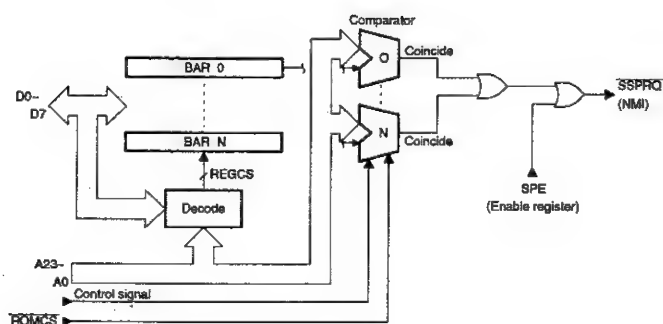 Comparator
BAR 0
O
Coincide
D0–
D7
SSPRQ
(NMI)
BAR N
N
Coincide
REGCS
Decode
SPE
(Enable register)
A23–
A0
Control signal
ROMCS